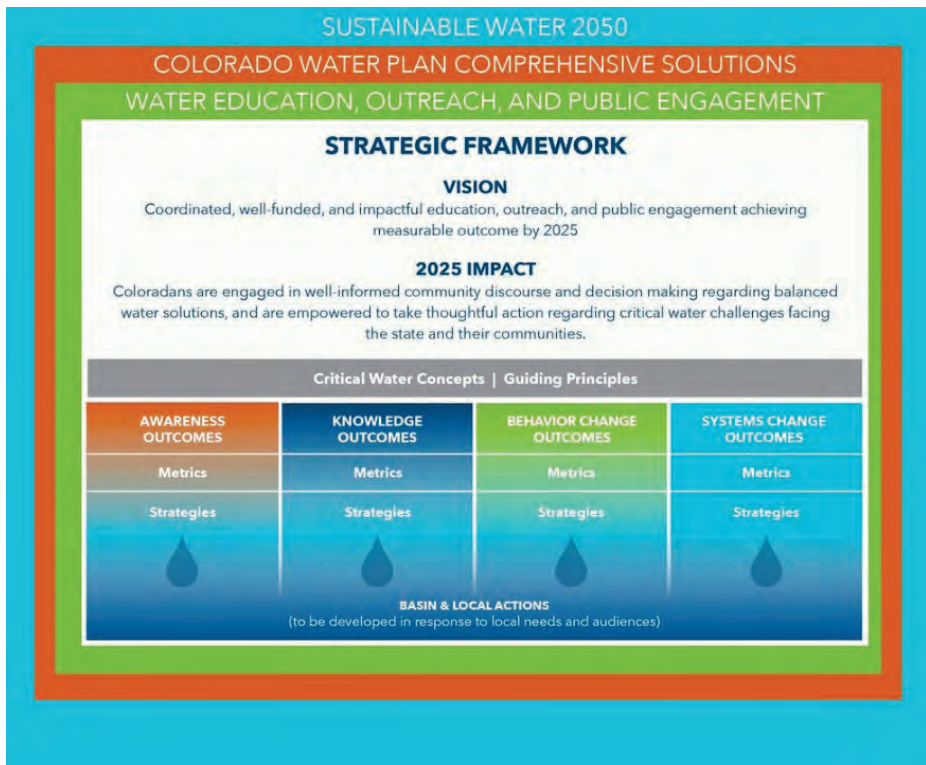 SUSTAINABLE WATER 2050
COLORADO WATER PLAN COMPREHENSIVE SOLUTIONS
WATER EDUCATION, OUTREACH, AND PUBLIC ENGAGEMENT
STRATEGIC FRAMEWORK
VISION
Coordinated, well-funded, and impactful education, outreach, and public engagement achieving
measurable outcome by 2025
2025 IMPACT
Coloradans are engaged in well-informed community discourse and decision making regarding balanced
water solutions, and are empowered to take thoughtful action regarding critical water challenges facing
the state and their communities.
Critical Water Concepts | Guiding Principles
AWARENESS
OUTCOMES
Metrics
Strategies
KNOWLEDGE
OUTCOMES
Metrics
Strategies
BEHAVIOR CHANGE
OUTCOMES
Metrics
Strategies
SYSTEMS CHANGE
OUTCOMES
Metrics
Strategies
BASIN & LOCAL ACTIONS
(to be developed in response to local needs and audiences)